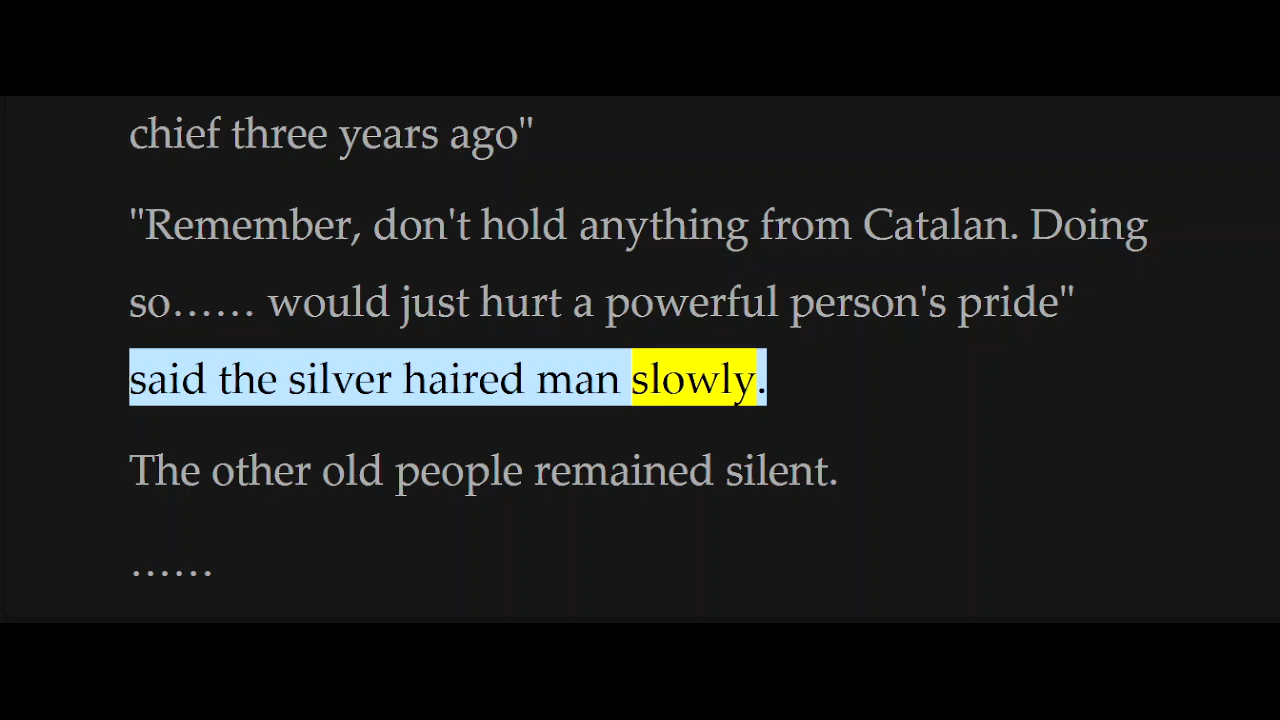 chief three years ago"
"Remember, don't hold anything from Catalan. Doing
so…… would just hurt a powerful person's pride"
said the silver haired man slowly.
The other old people remained silent.
……